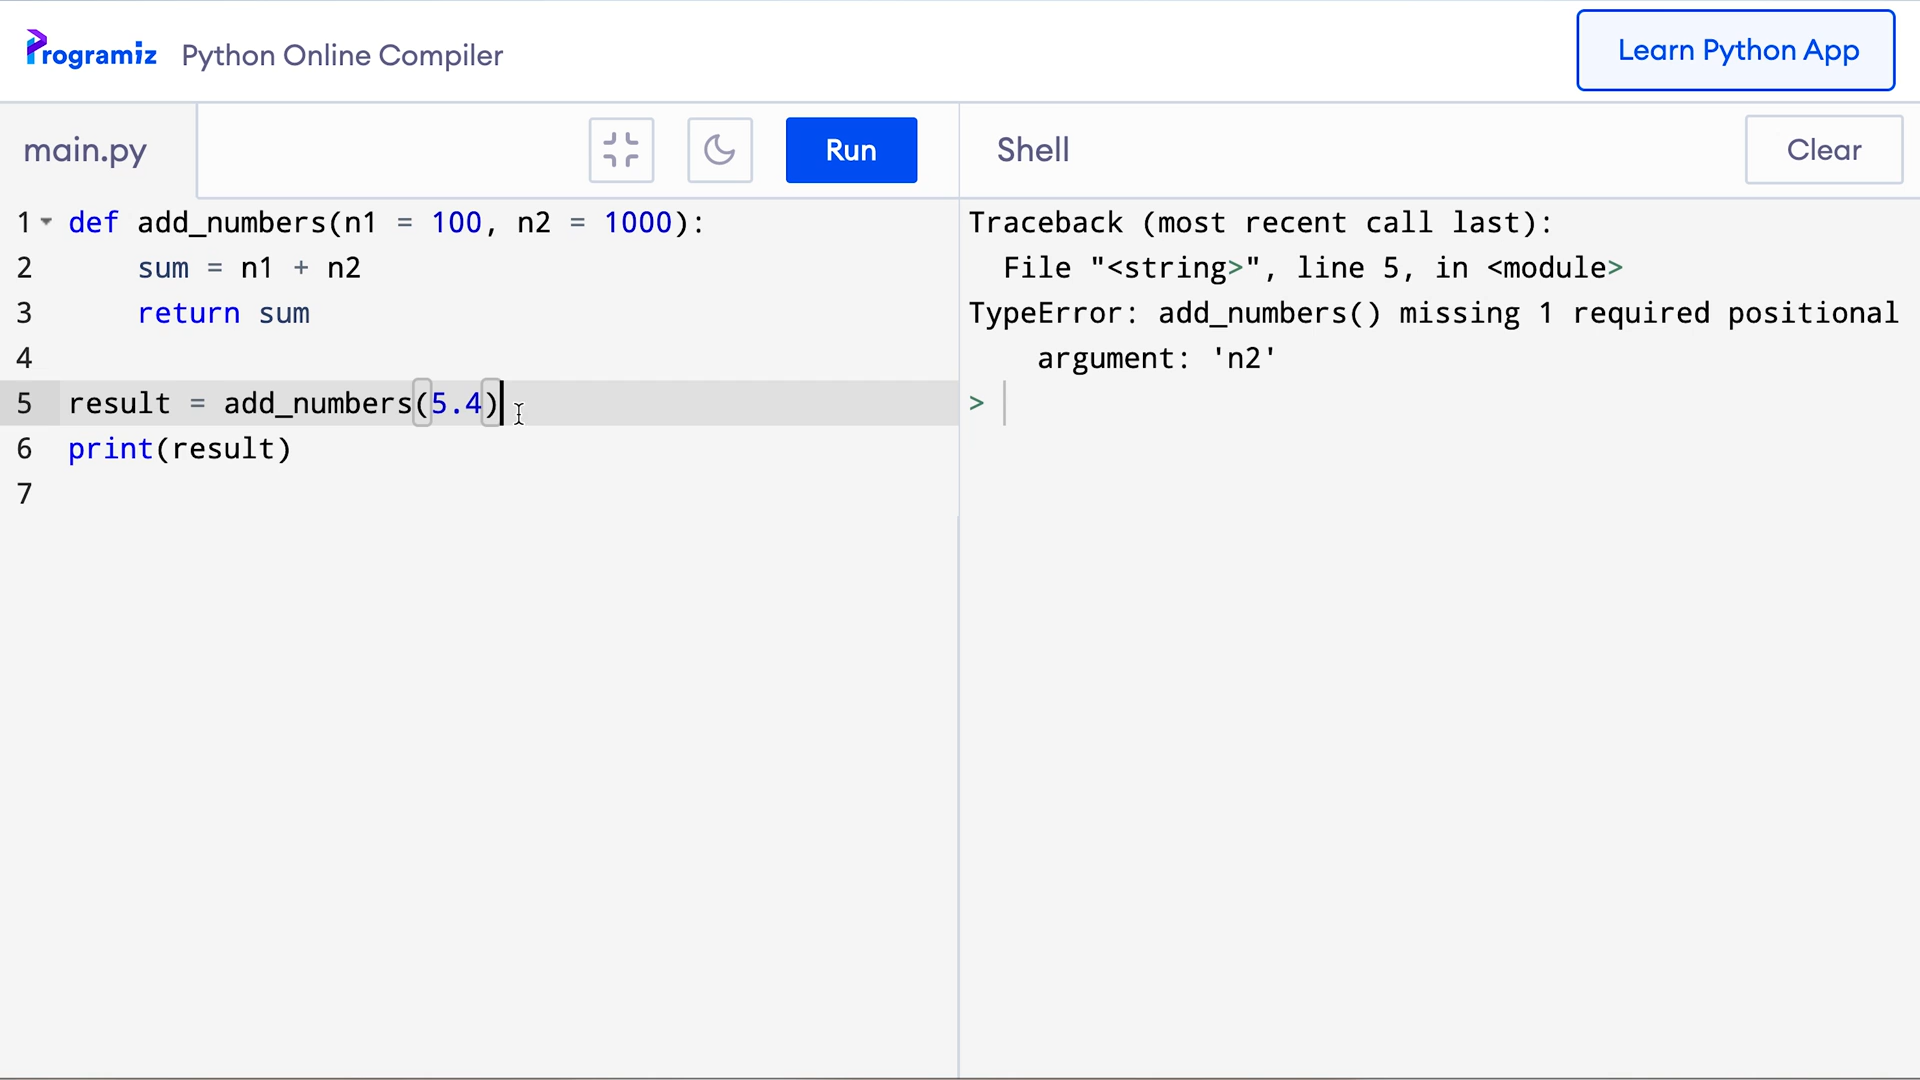 Programiz Python Online Compiler
Learn Python App
main.py
Run
Shell
Clear
1 def add_numbers(n1 = 100, n2 = 1000):
2     sum = n1 + n2
3     return sum
4
5 result = add_numbers(5.4)
6 print(result)
7
Traceback (most recent call last):
  File "<string>", line 5, in <module>
TypeError: add_numbers() missing 1 required positional
    argument: 'n2'
>